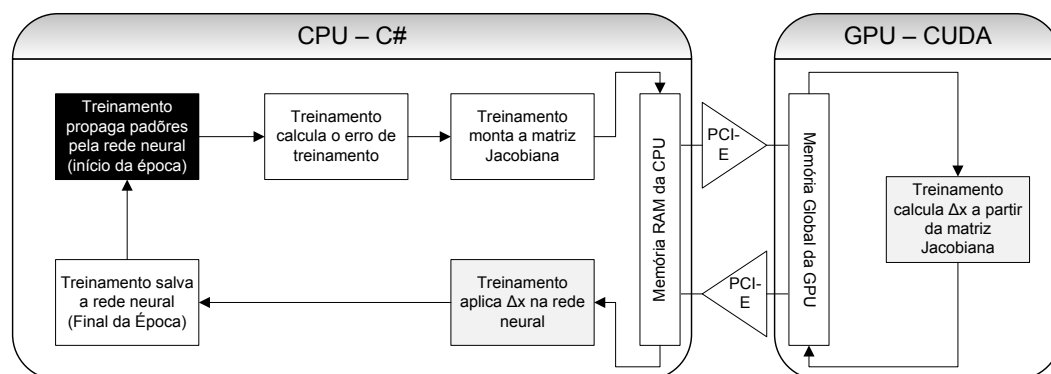 CPU – C#
GPU – CUDA
Treinamento
propaga padões
pela rede neural
(início da época)
Treinamento
calcula o erro de
treinamento
Treinamento
monta a matriz
Jacobiana
Memória RAM da CPU
PCI-
E
Memória Global da GPU
Treinamento
calcula Δx a partir
da matriz
Jacobiana
Treinamento salva
a rede neural
(Final da Época)
Treinamento
aplica Δx na rede
neural
PCI-
E